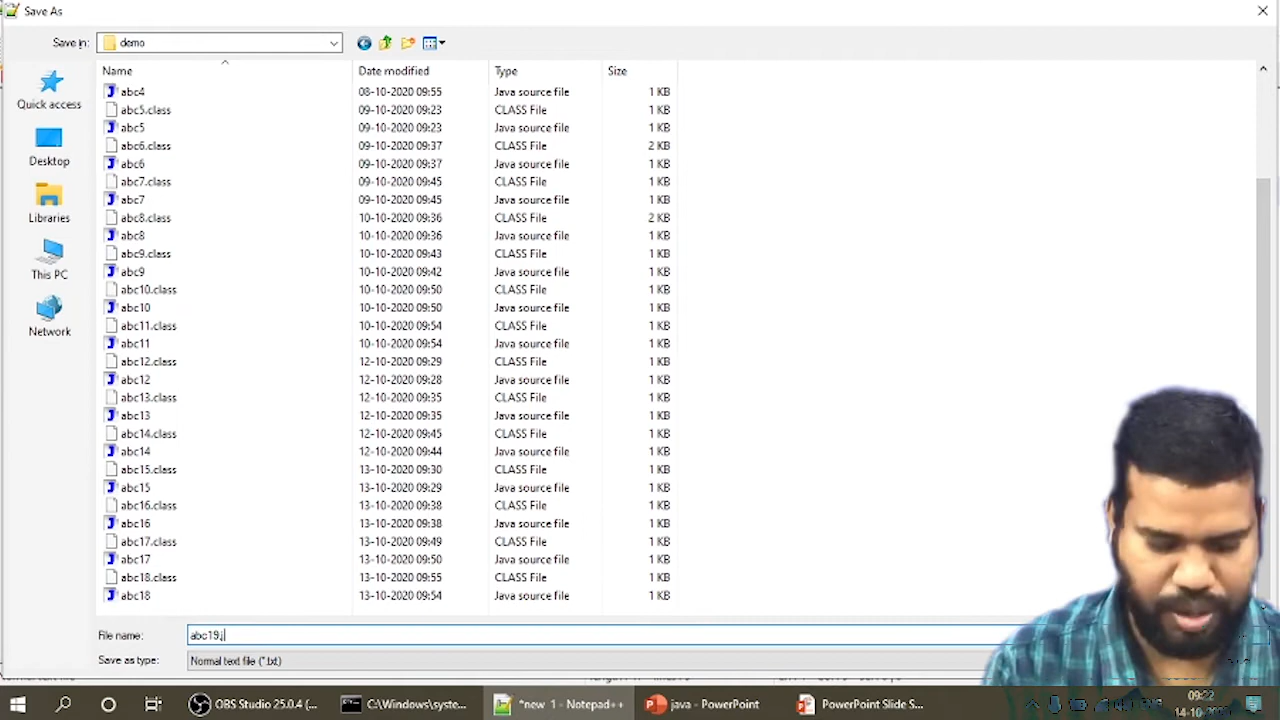 Save As
Save in: demo
Name Date modified Type Size
abc4 08-10-2020 09:55 Java source file 1 KB
abc5.class 09-10-2020 09:23 CLASS File 1 KB
abc5 09-10-2020 09:23 Java source file 1 KB
abc6.class 09-10-2020 09:37 CLASS File 2 KB
abc6 09-10-2020 09:37 Java source file 1 KB
abc7.class 09-10-2020 09:45 CLASS File 1 KB
abc7 09-10-2020 09:45 Java source file 1 KB
abc8.class 10-10-2020 09:36 CLASS File 2 KB
abc8 10-10-2020 09:36 Java source file 1 KB
abc9.class 10-10-2020 09:43 CLASS File 1 KB
abc9 10-10-2020 09:42 Java source file 1 KB
abc10.class 10-10-2020 09:50 CLASS File 1 KB
abc10 10-10-2020 09:50 Java source file 1 KB
abc11.class 10-10-2020 09:54 CLASS File 1 KB
abc11 10-10-2020 09:54 Java source file 1 KB
abc12.class 12-10-2020 09:29 CLASS File 1 KB
abc12 12-10-2020 09:28 Java source file 1 KB
abc13.class 12-10-2020 09:35 CLASS File 1 KB
abc13 12-10-2020 09:35 Java source file 1 KB
abc14.class 12-10-2020 09:45 CLASS File 1 KB
abc14 12-10-2020 09:44 Java source file 1 KB
abc15.class 13-10-2020 09:30 CLASS File 1 KB
abc15 13-10-2020 09:29 Java source file 1 KB
abc16.class 13-10-2020 09:38 CLASS File 1 KB
abc16 13-10-2020 09:38 Java source file 1 KB
abc17.class 13-10-2020 09:49 CLASS File 1 KB
abc17 13-10-2020 09:50 Java source file 1 KB
abc18.class 13-10-2020 09:55 CLASS File 1 KB
abc18 13-10-2020 09:54 Java source file 1 KB
Quick access
Desktop
Libraries
This PC
Network
File name: abc19.j
Save as type: Normal text file (*.txt)
OBS Studio 25.0.4 (... C:\Windows\syste... *new 1 - Notepad++ java - PowerPoint PowerPoint Slide S...
09:22
14-10-